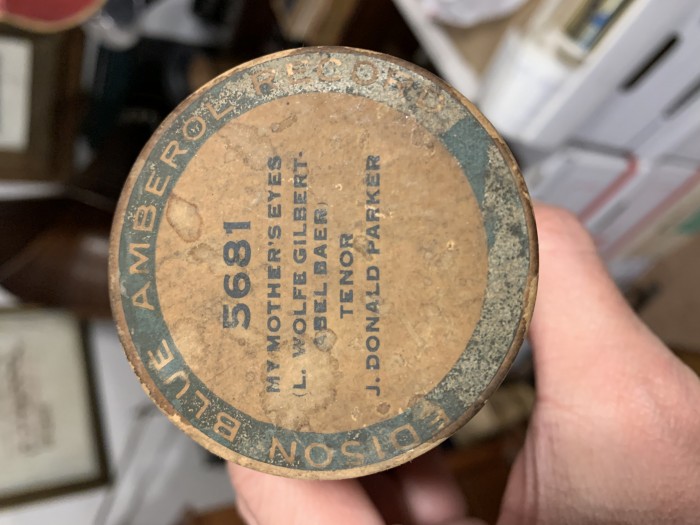 EDISON BLUE AMBEROL RECORD
5681
MY MOTHER'S EYES
(L. WOLFE GILBERT-
ABEL BAER)
TENOR
J. DONALD PARKER